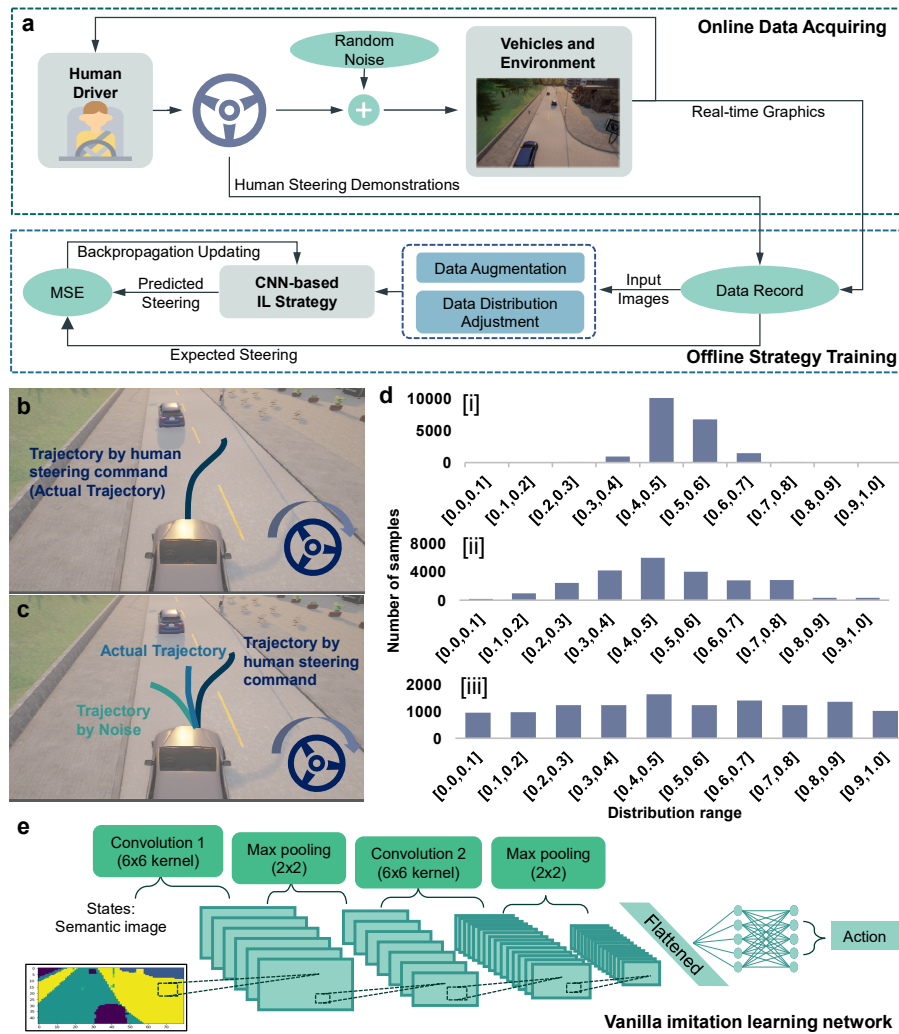 a
Online Data Acquiring
Human
Driver
Random
Noise
Vehicles and
Environment
Real-time Graphics
Human Steering Demonstrations
Backpropagation Updating
MSE
Predicted
Steering
CNN-based
IL Strategy
Data Augmentation
Data Distribution
Adjustment
Input
Images
Data Record
Expected Steering
Offline Strategy Training
b
Trajectory by human
steering command
(Actual Trajectory)
c
Actual Trajectory
Trajectory by
human steering
command
Trajectory
by Noise
d
Number of samples
[i]
10000
5000
0
[0.0,0.1]
[0.1,0.2]
[0.2,0.3]
[0.3,0.4]
[0.4,0.5]
[0.5,0.6]
[0.6,0.7]
[0.7,0.8]
[0.8,0.9]
[0.9,1.0]
[ii]
8000
4000
0
[0.0,0.1]
[0.1,0.2]
[0.2,0.3]
[0.3,0.4]
[0.4,0.5]
[0.5,0.6]
[0.6,0.7]
[0.7,0.8]
[0.8,0.9]
[0.9,1.0]
[iii]
2000
1000
0
[0.0,0.1]
[0.1,0.2]
[0.2,0.3]
[0.3,0.4]
[0.4,0.5]
[0.5,0.6]
[0.6,0.7]
[0.7,0.8]
[0.8,0.9]
[0.9,1.0]
Distribution range
e
Convolution 1
(6x6 kernel)
Max pooling
(2x2)
Convolution 2
(6x6 kernel)
Max pooling
(2x2)
States:
Semantic image
Flattened
Action
Vanilla imitation learning network